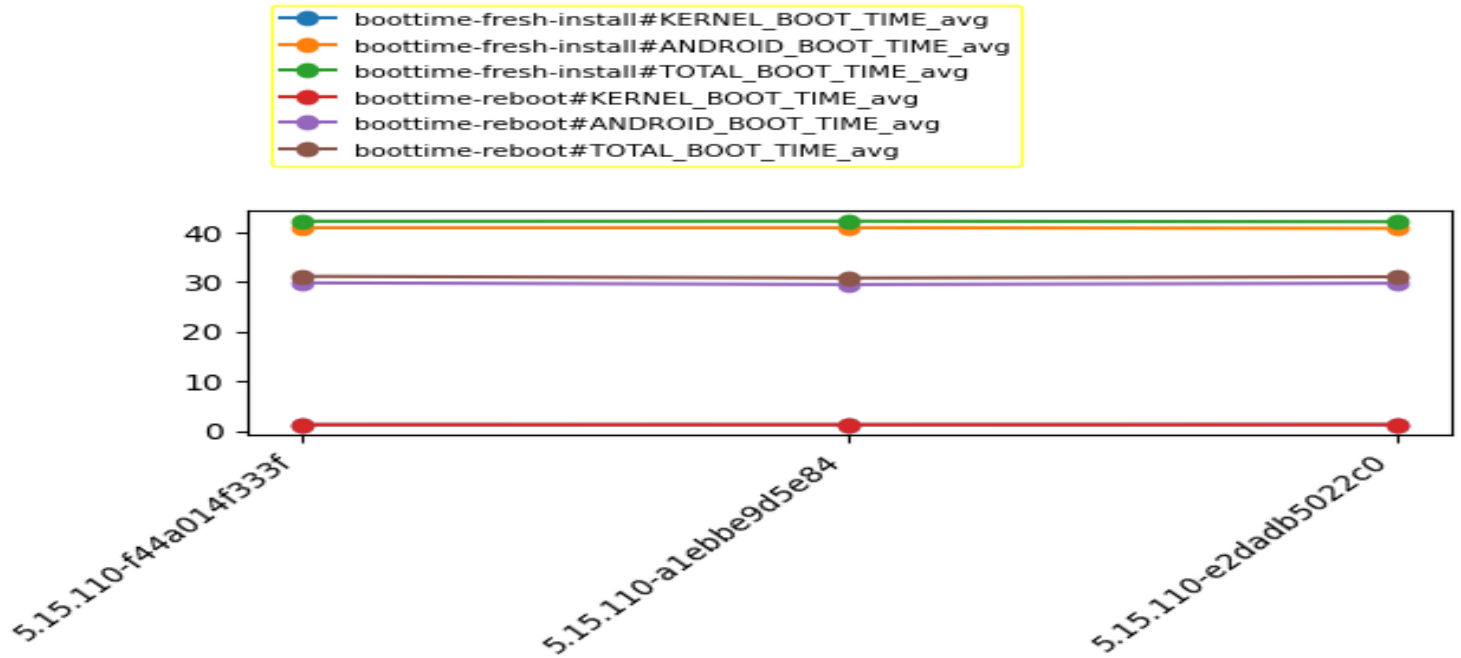 boottime-fresh-install#KERNEL_BOOT_TIME_avg
boottime-fresh-install#ANDROID_BOOT_TIME_avg
boottime-fresh-install#TOTAL_BOOT_TIME_avg
boottime-reboot#KERNEL_BOOT_TIME_avg
boottime-reboot#ANDROID_BOOT_TIME_avg
boottime-reboot#TOTAL_BOOT_TIME_avg
40
30
20
10
0
5.15.110-f44a014f333f
5.15.110-a1ebbe9d5e84
5.15.110-e2dadb5022c0